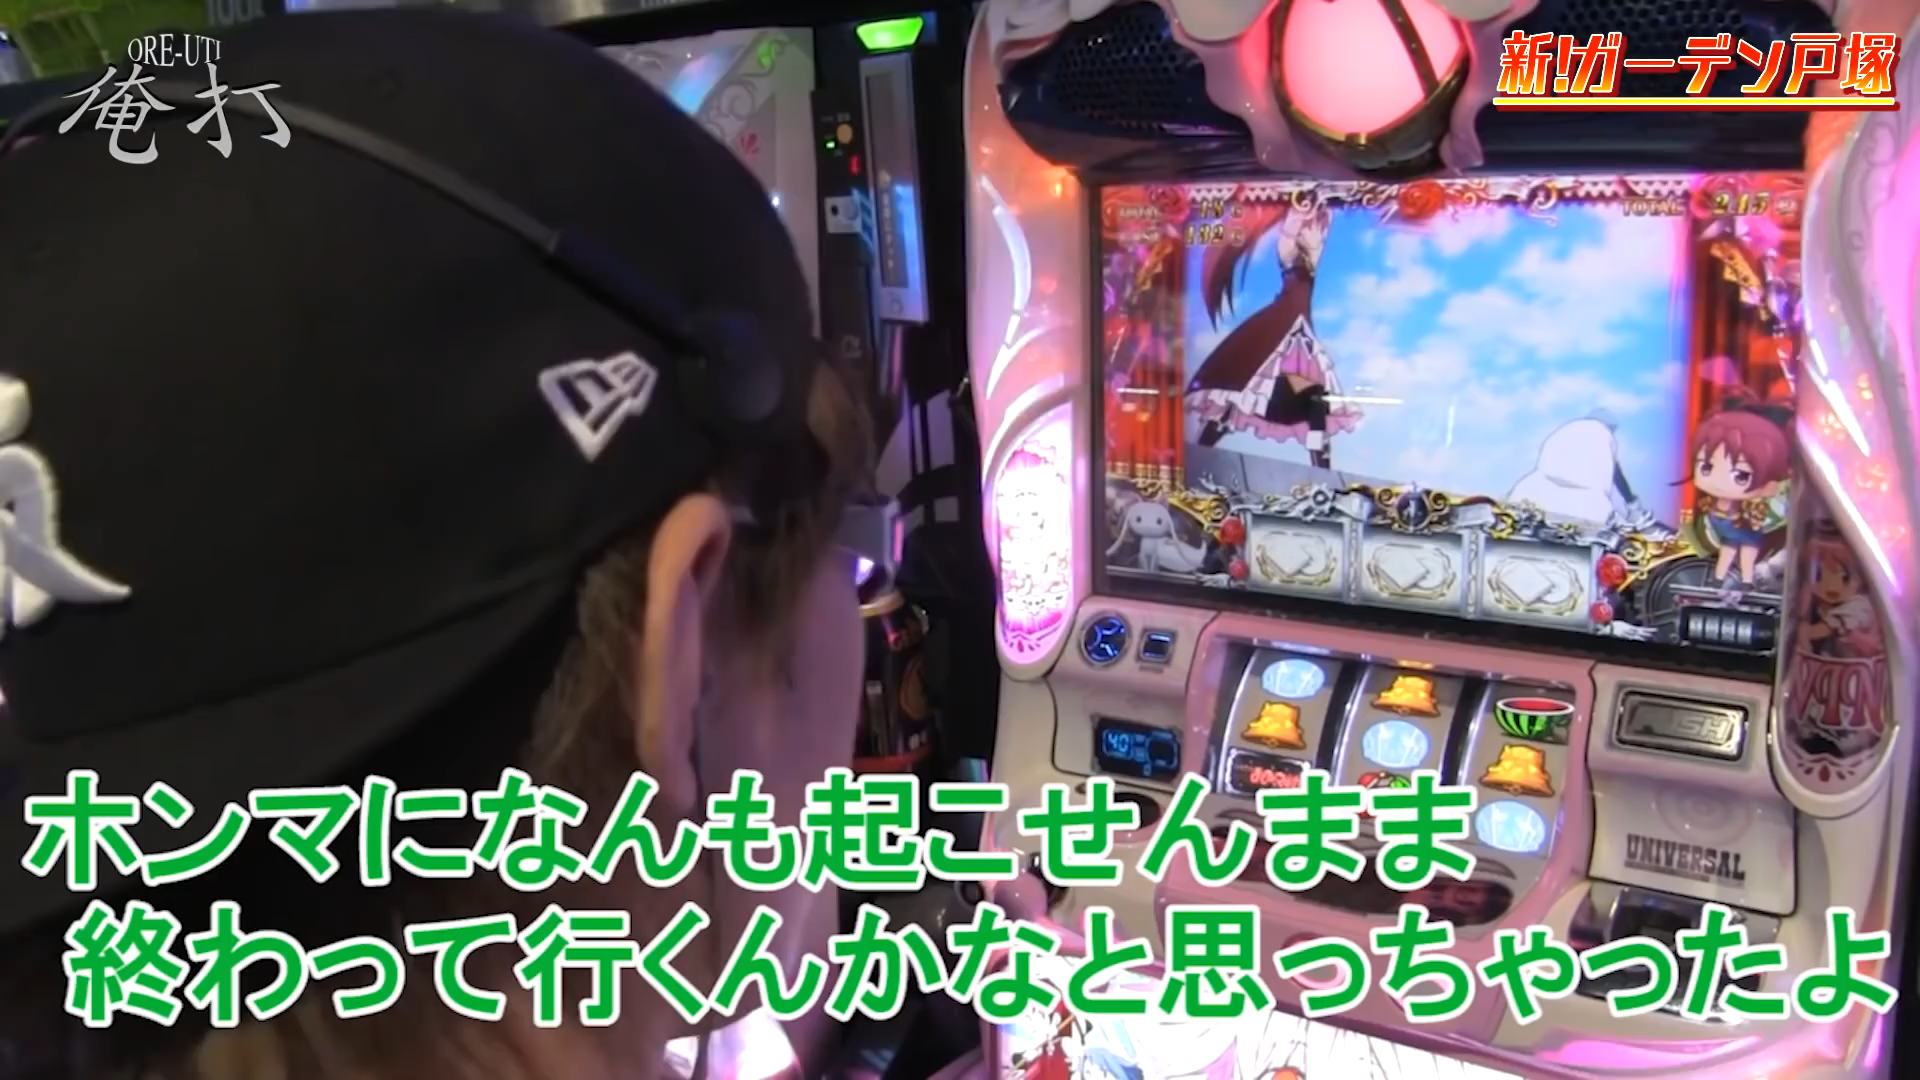 ORE-UTI
俺打
新!ガーデン戸塚
TOTAL
PUSH
UNIVERSAL
ホンマになんも起こせんまま
終わって行くんかなと思っちゃったよ